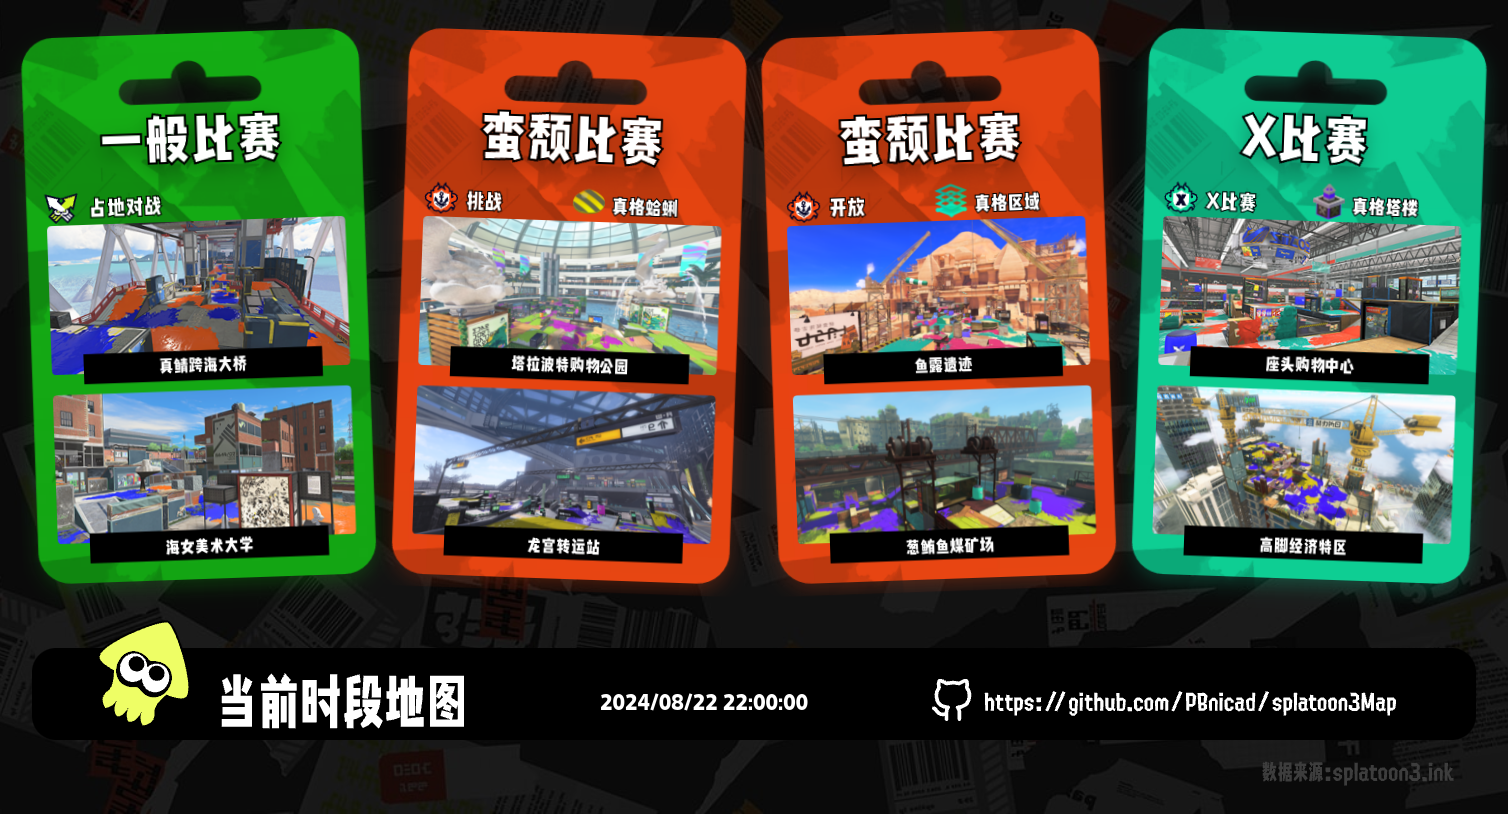 一般比赛
占地对战
真鲷跨海大桥
海女美术大学
蛮颓比赛
挑战
真格蛤蜊
塔拉波特购物公园
龙宫转运站
蛮颓比赛
开放
真格区域
鱼露遗迹
葱鲔鱼煤矿场
X比赛
X比赛
真格塔楼
座头购物中心
高脚经济特区
当前时段地图
2024/08/22 22:00:00
https://github.com/PBnicad/splatoon3Map
数据来源:splatoon3.ink